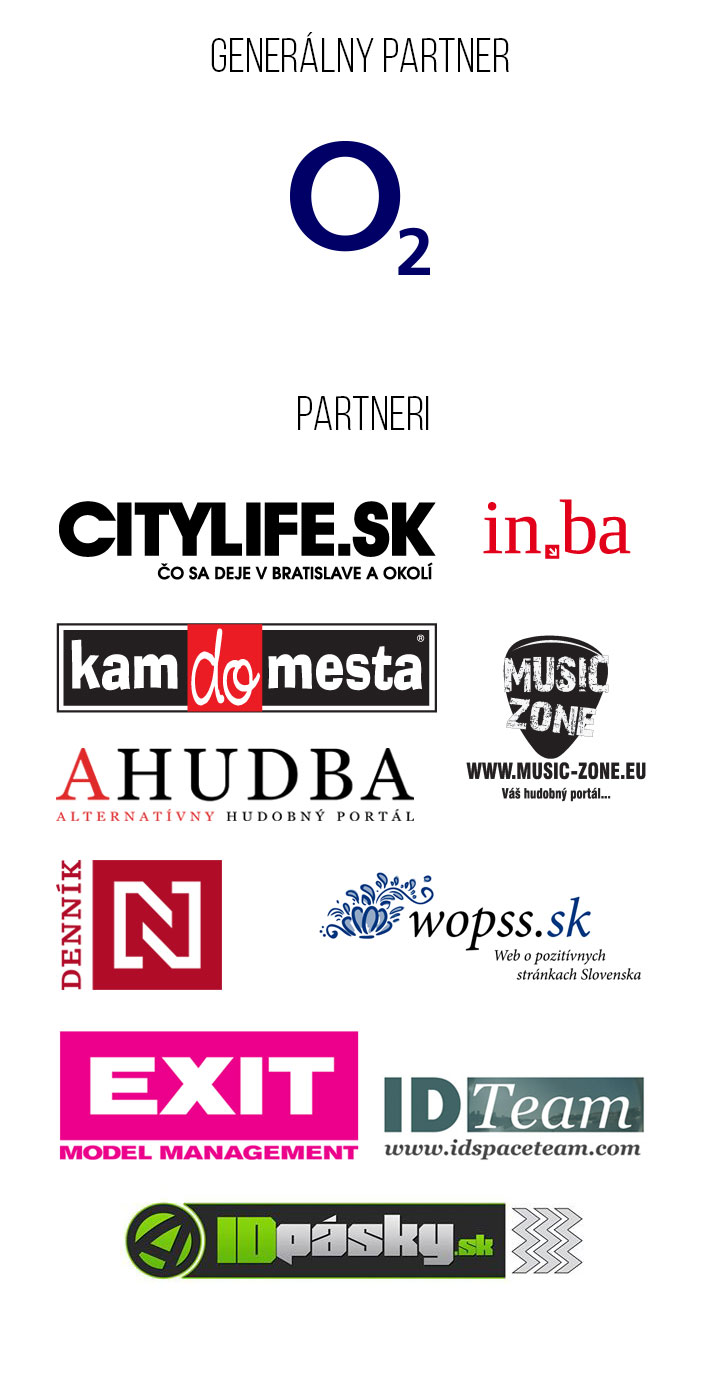 GENERÁLNY PARTNER
O2
PARTNERI
CITYLIFE.SK
ČO SA DEJE V BRATISLAVE A OKOLÍ
in.ba
kam do mesta®
MUSIC
ZONE
WWW.MUSIC-ZONE.EU
Váš hudobný portál...
AHUDBA
ALTERNATÍVNY HUDOBNÝ PORTÁL
DENNÍK
N
wopss.sk
Web o pozitívnych
stránkach Slovenska
EXIT
MODEL MANAGEMENT
ID Team
www.idspaceteam.com
IDpásky.sk